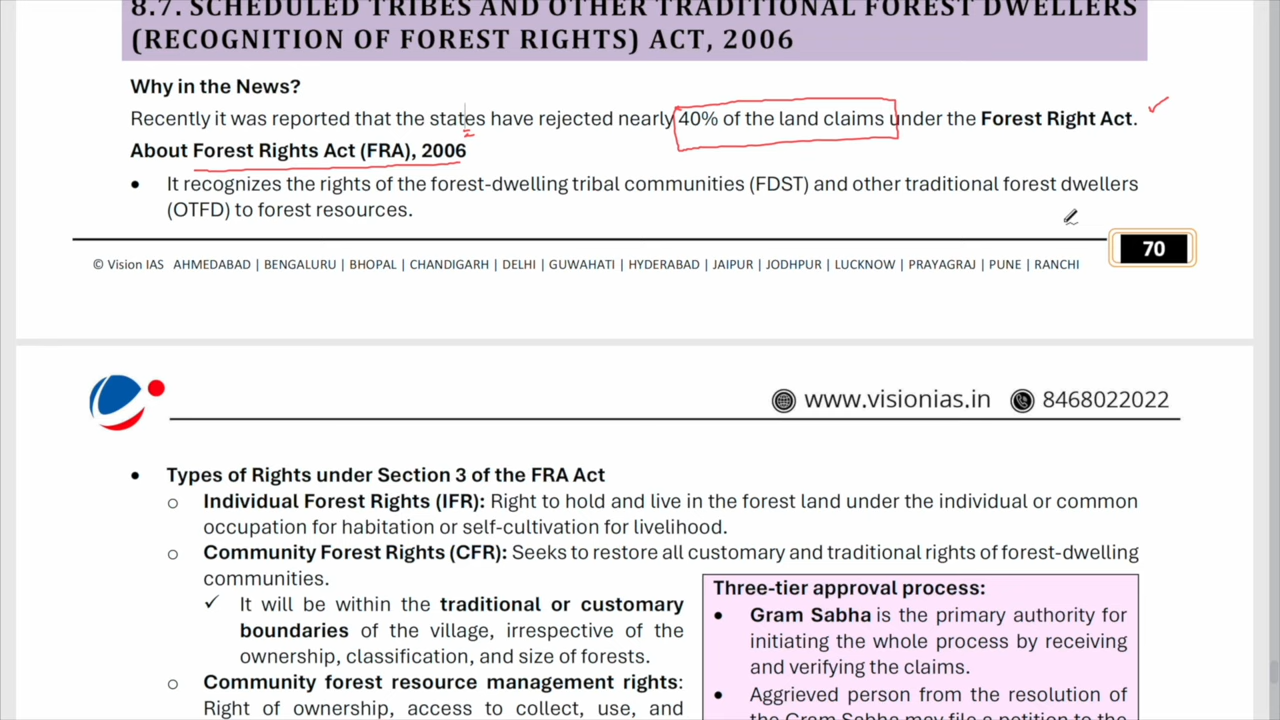 8.7. SCHEDULED TRIBES AND OTHER TRADITIONAL FOREST DWELLERS
(RECOGNITION OF FOREST RIGHTS) ACT, 2006
Why in the News?
Recently it was reported that the states have rejected nearly 40% of the land claims under the Forest Right Act.
About Forest Rights Act (FRA), 2006
• It recognizes the rights of the forest-dwelling tribal communities (FDST) and other traditional forest dwellers
(OTFD) to forest resources.
70
© Vision IAS AHMEDABAD | BENGALURU | BHOPAL | CHANDIGARH | DELHI | GUWAHATI | HYDERABAD | JAIPUR | JODHPUR | LUCKNOW | PRAYAGRAJ | PUNE | RANCHI
www.visionias.in 8468022022
• Types of Rights under Section 3 of the FRA Act
o Individual Forest Rights (IFR): Right to hold and live in the forest land under the individual or common
occupation for habitation or self-cultivation for livelihood.
o Community Forest Rights (CFR): Seeks to restore all customary and traditional rights of forest-dwelling
communities.
✓ It will be within the traditional or customary
boundaries of the village, irrespective of the
ownership, classification, and size of forests.
o Community forest resource management rights:
Right of ownership, access to collect, use, and
Three-tier approval process:
• Gram Sabha is the primary authority for
initiating the whole process by receiving
and verifying the claims.
• Aggrieved person from the resolution of
the Gram Sabha may file a petition to the